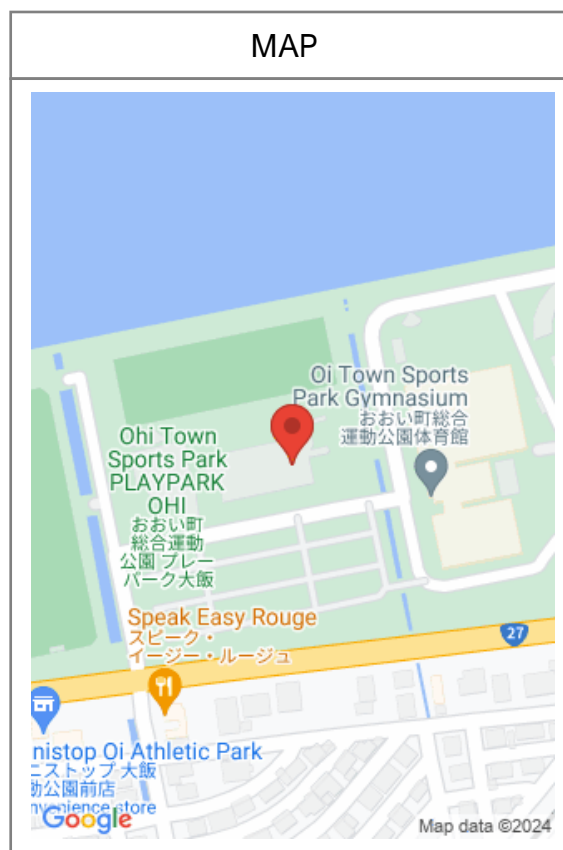 MAP
Oi Town Sports
Park Gymnasium
おおい町総合
運動公園体育館
Ohi Town
Sports Park
PLAYPARK
OHI
おおい町
総合運動
公園 プレー
パーク大飯
Speak Easy Rouge
スピーク・
イージー・ルージュ
27
nistop Oi Athletic Park
ニストップ 大飯
動公園前店
nvenience store
Google
Map data ©2024